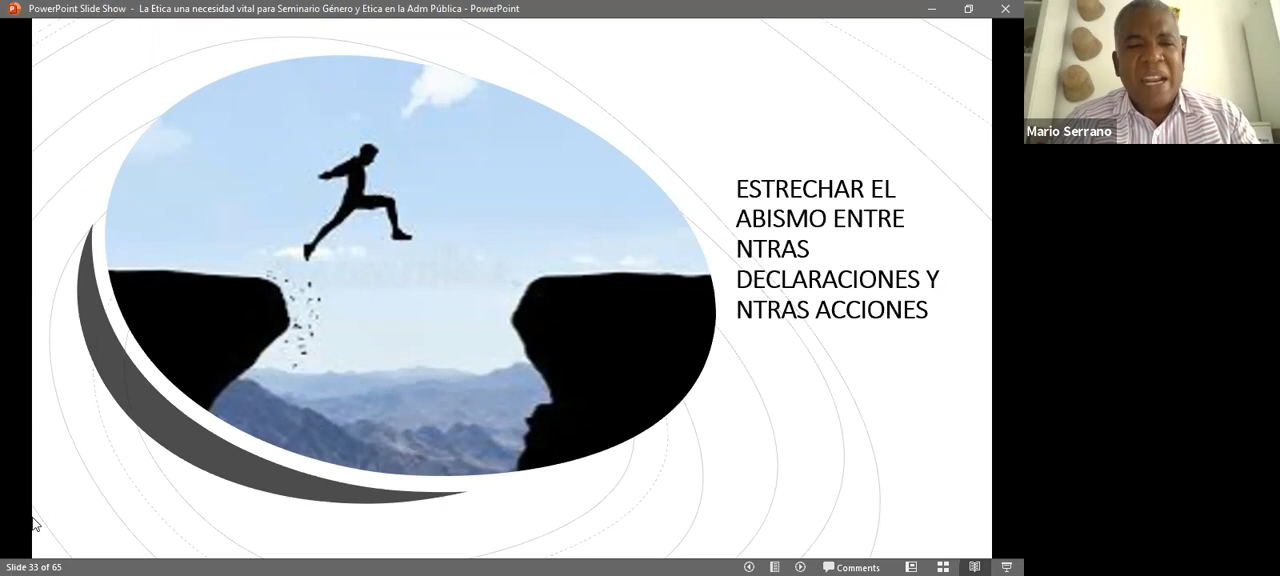 PowerPoint Slide Show - La Etica una necesidad vital para Seminario Género y Etica en la Adm Pública - PowerPoint
Mario Serrano
ESTRECHAR EL
ABISMO ENTRE
NTRAS
DECLARACIONES Y
NTRAS ACCIONES
Slide 33 of 65
Comments